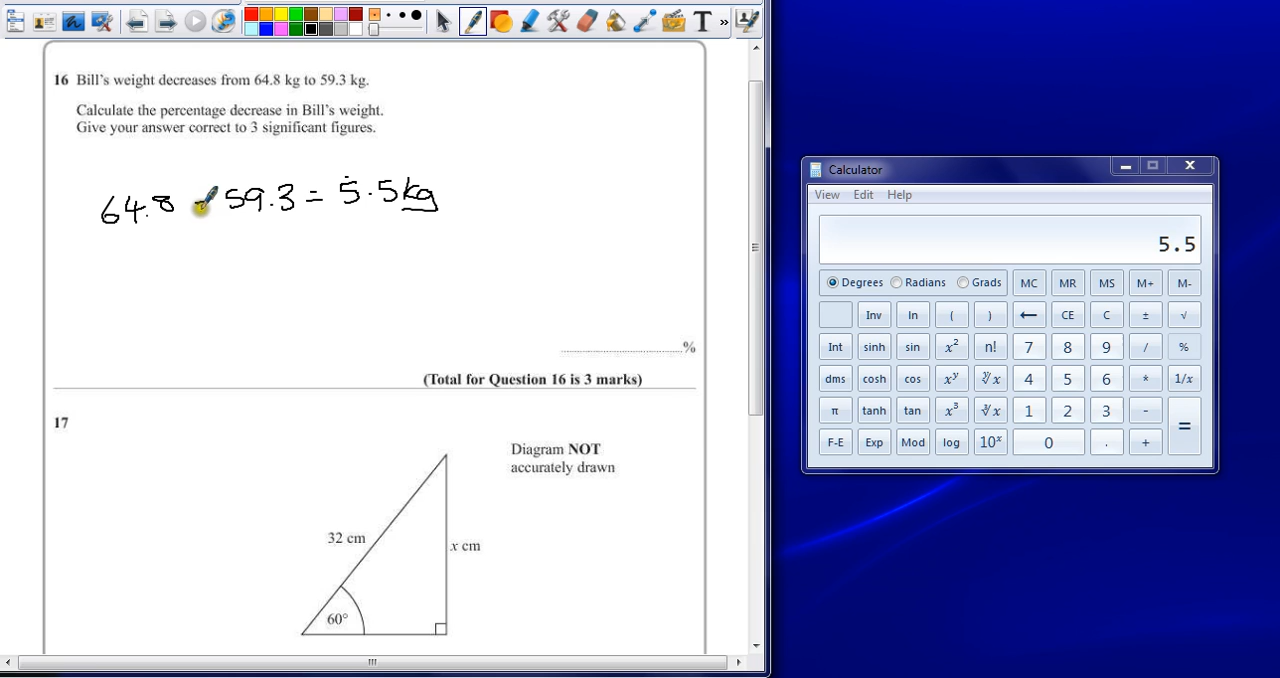 16 Bill's weight decreases from 64.8 kg to 59.3 kg.
Calculate the percentage decrease in Bill's weight.
Give your answer correct to 3 significant figures.
64.8 59.3 = 5.5kg
%
(Total for Question 16 is 3 marks)
17
Diagram NOT
accurately drawn
32 cm
x cm
60°
Calculator
View Edit Help
5.5
Degrees Radians Grads MC MR MS M+ M-
Inv ln ( ) ← CE C ± √
Int sinh sin x² n! 7 8 9 / %
dms cosh cos xʸ ʸ√x 4 5 6 * 1/x
π tanh tan x³ ³√x 1 2 3 - =
F-E Exp Mod log 10ˣ 0 . +